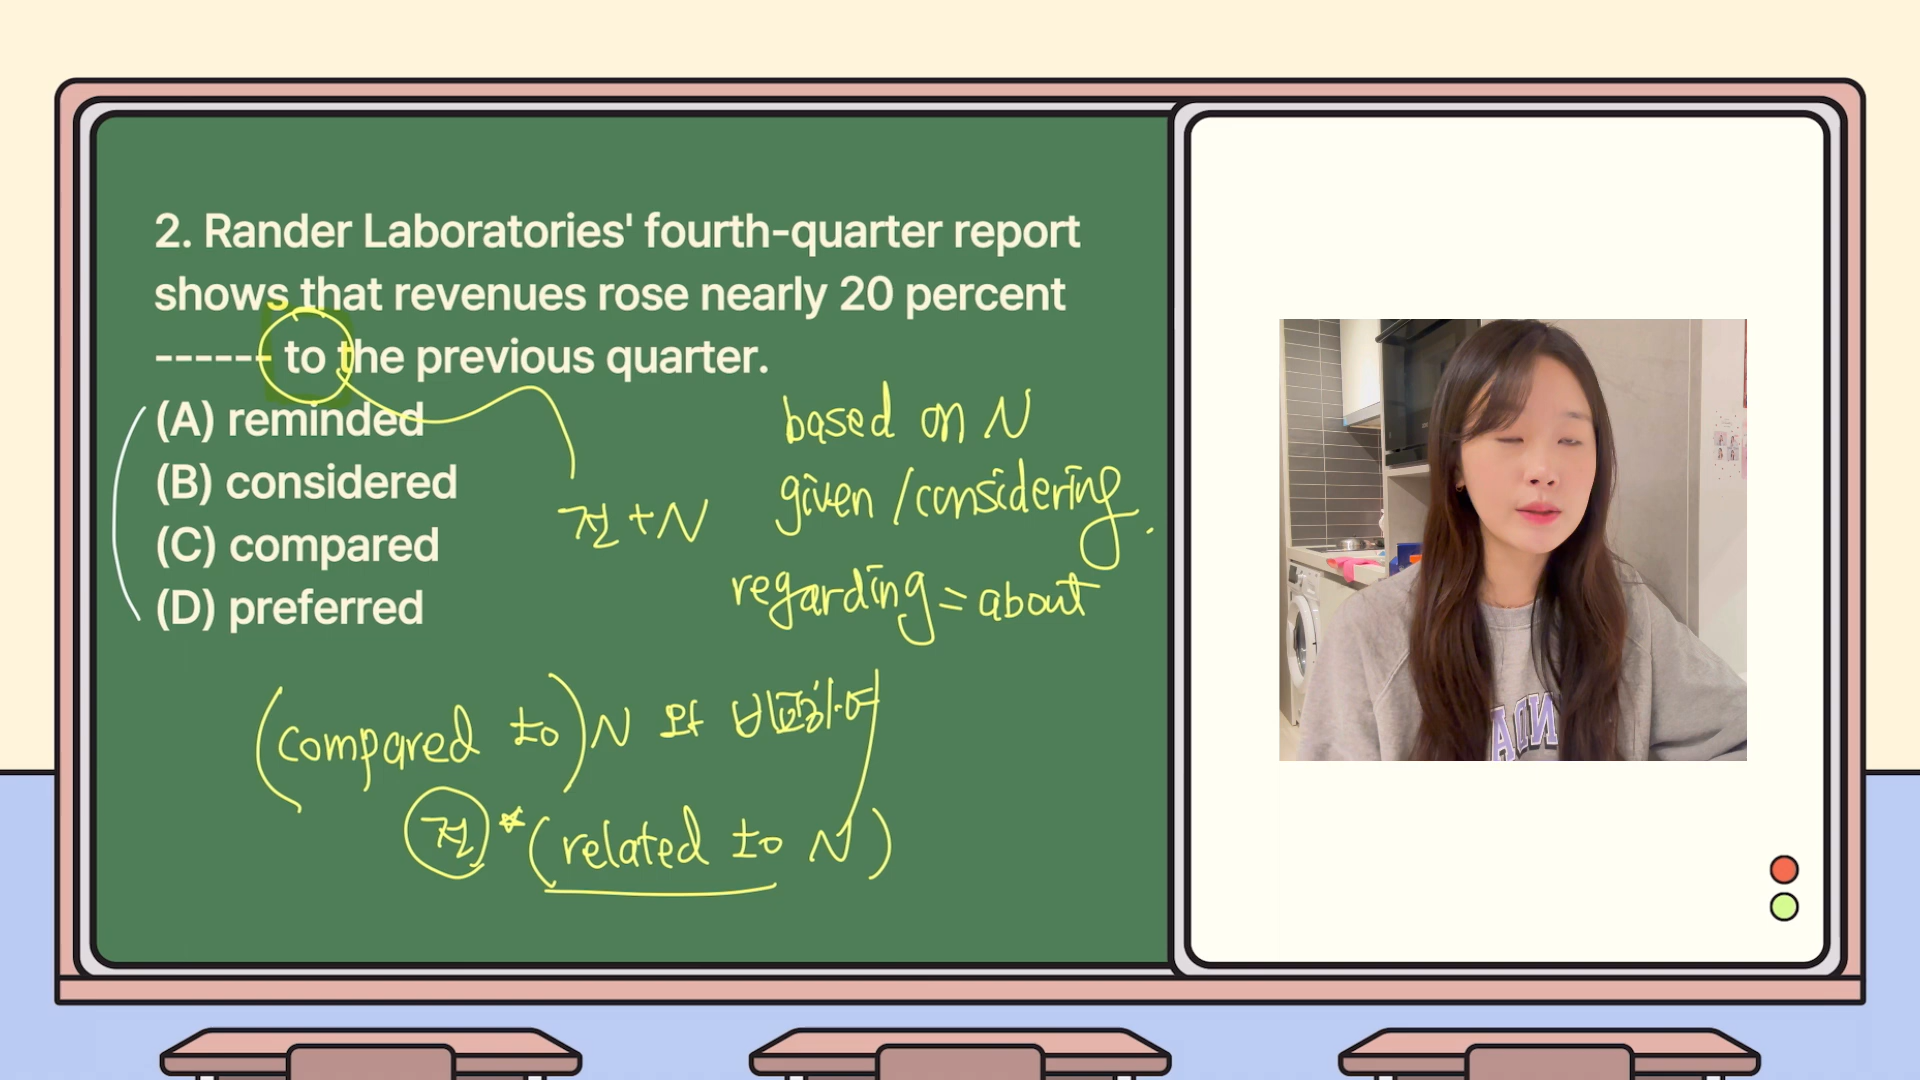 2. Rander Laboratories' fourth-quarter report
shows that revenues rose nearly 20 percent
------ to the previous quarter.
(A) reminded
(B) considered
(C) compared
(D) preferred
based on N
given / considering.
전 + N
regarding = about
(compared to) N 와 비교하여
전 * (related to N)